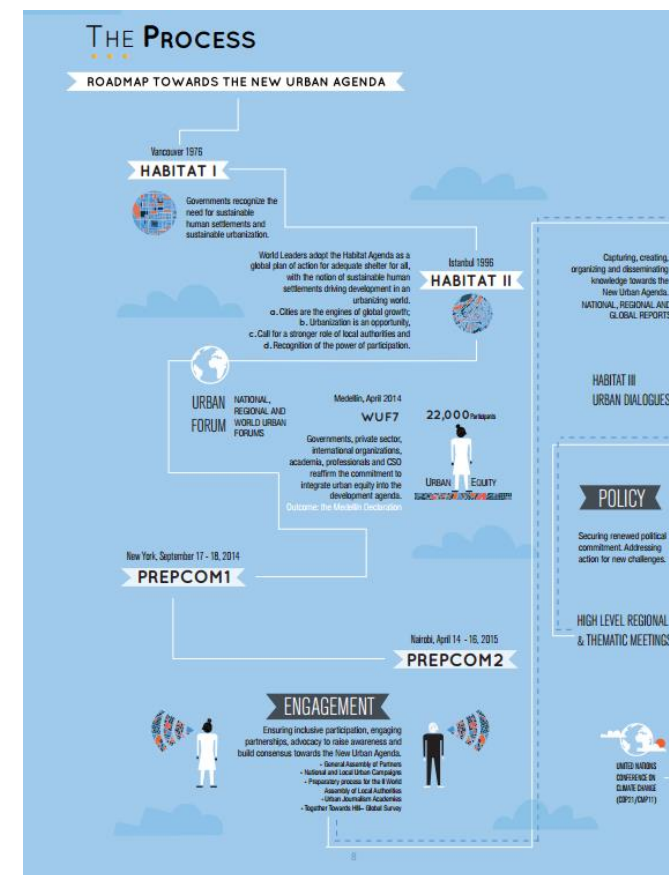 THE PROCESS
ROADMAP TOWARDS THE NEW URBAN AGENDA
Vancouver 1976
HABITAT I
Governments recognize the
need for sustainable
human settlements and
sustainable urbanization.
World Leaders adopt the Habitat Agenda as a
global plan of action for adequate shelter for all,
with the notion of sustainable human
settlements driving development in an
urbanizing world.
a. Cities are the engines of global growth;
b. Urbanization is an opportunity,
c. Call for a stronger role of local authorities and
d. Recognition of the power of participation.
Istanbul 1996
HABITAT II
URBAN
FORUM
NATIONAL,
REGIONAL AND
WORLD URBAN
FORUMS
Medellin, April 2014
WUF7
Governments, private sector,
international organizations,
academia, professionals and CSO
reaffirm the commitment to
integrate urban equity into the
development agenda.
Outcome: the Medellin Declaration
22,000 Participants
URBAN EQUITY
New York, September 17 - 18, 2014
PREPCOM1
Nairobi, April 14 - 16, 2015
PREPCOM2
ENGAGEMENT
Ensuring inclusive participation, engaging
partnerships, advocacy to raise awareness and
build consensus towards the New Urban Agenda.
- General Assembly of Partners
- National and Local Urban Campaigns
- Preparatory process for the II World
Assembly of Local Authorities
- Urban Journalism Academies
- Together Towards HIII– Global Survey
Capturing, creating,
organizing and disseminating
knowledge towards the
New Urban Agenda.
NATIONAL, REGIONAL AND
GLOBAL REPORTS
HABITAT III
URBAN DIALOGUES
POLICY
Securing renewed political
commitment. Addressing
action for new challenges.
HIGH LEVEL REGIONAL
& THEMATIC MEETINGS
UNITED NATIONS
CONFERENCE ON
CLIMATE CHANGE
(COP21/CMP11)
8